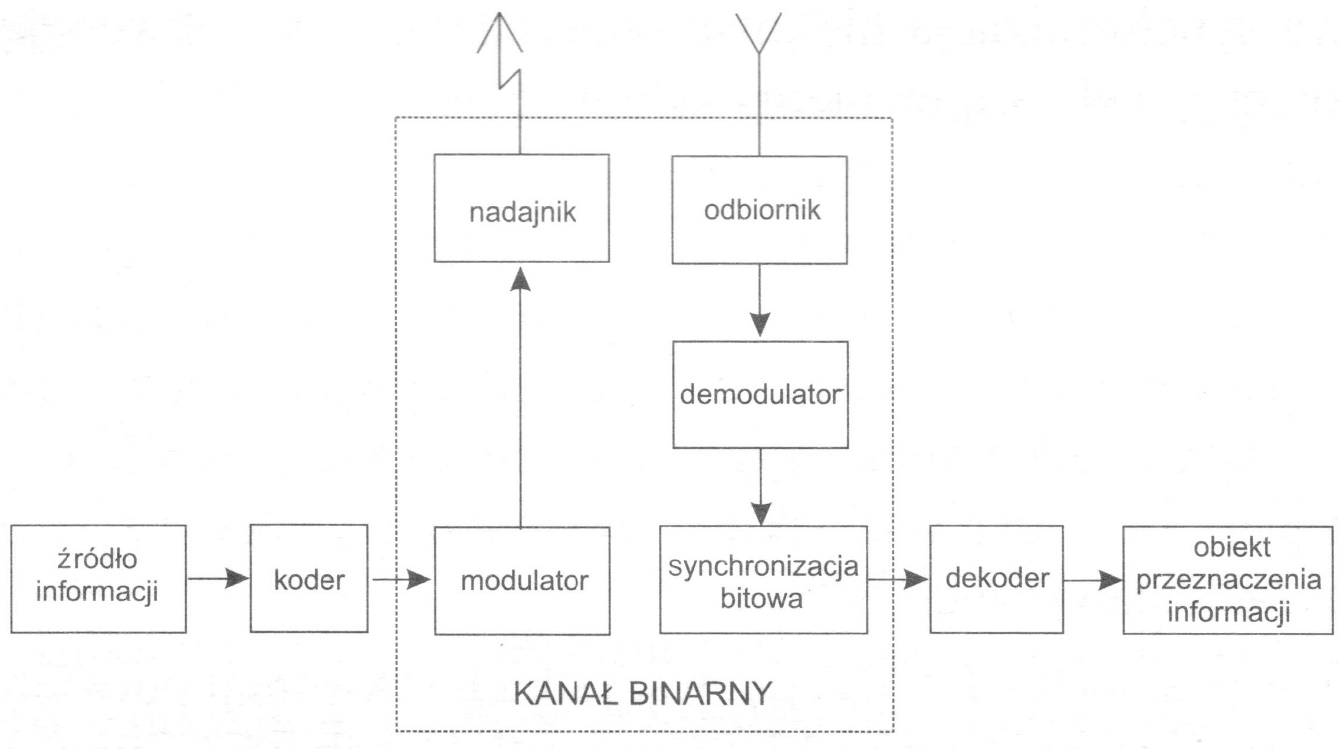 nadajnik
odbiornik
demodulator
źródło
informacji
koder
modulator
synchronizacja
bitowa
dekoder
obiekt
przeznaczenia
informacji
KANAŁ BINARNY